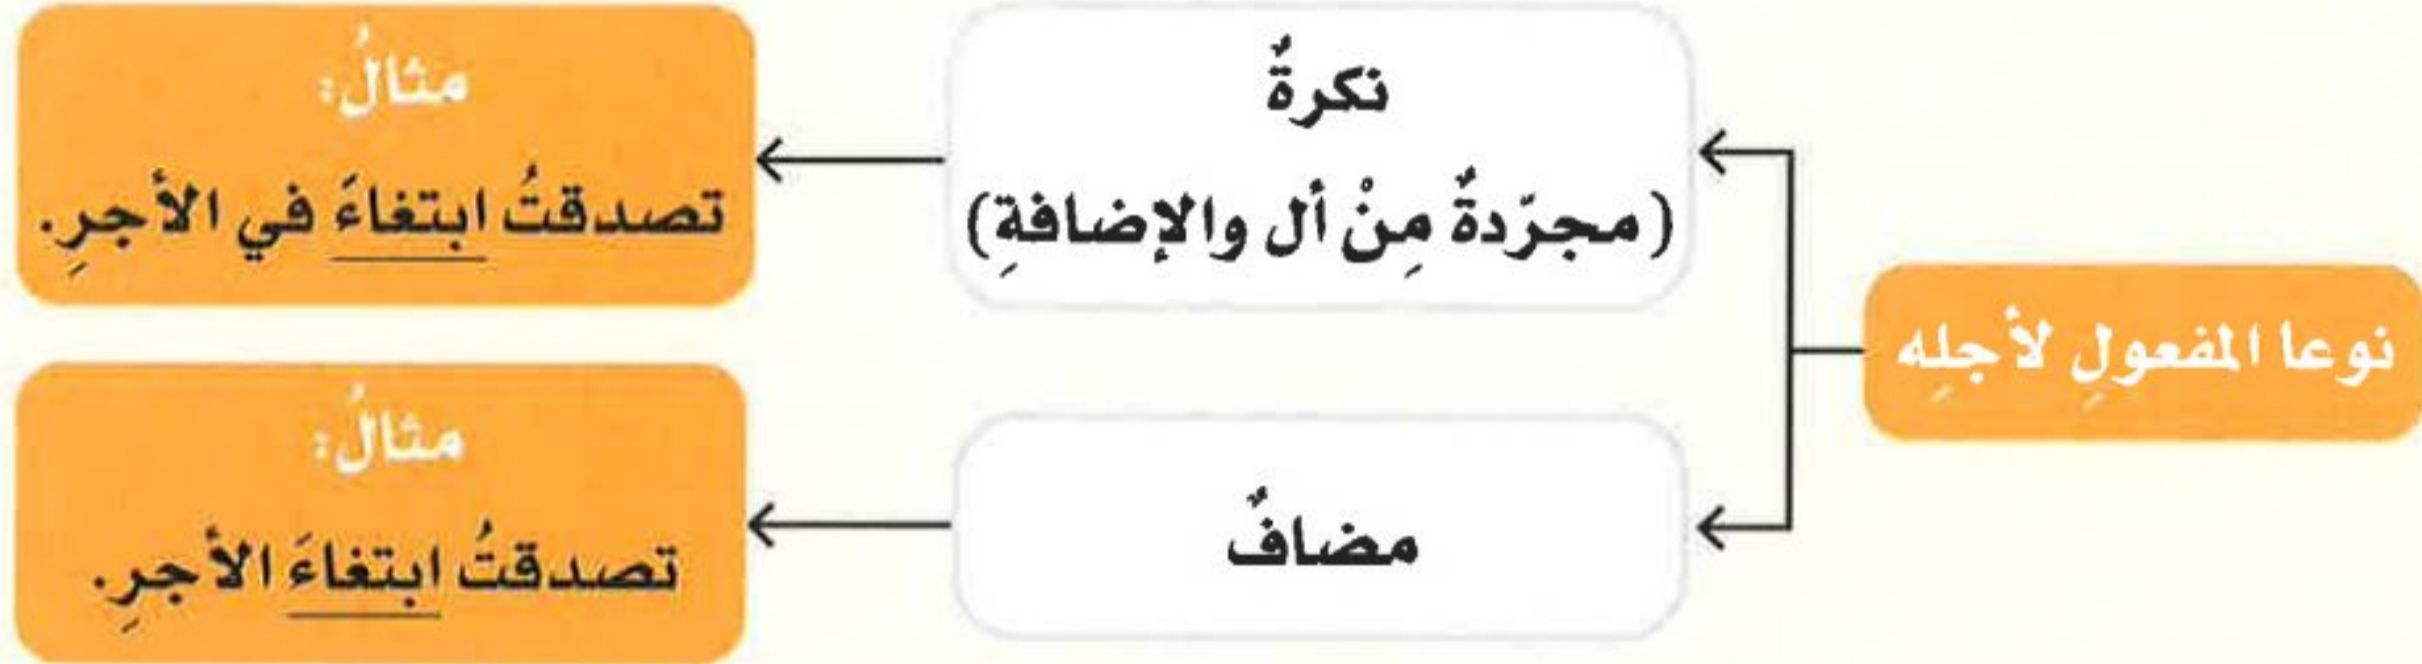 نوعا المفعولِ لأجلِه
نكرةٌ
(مجرّدةٌ مِنْ أل والإضافةِ)
مثالُ:
تصدقتُ ابتغاءَ في الأجرِ.
مضافٌ
مثالُ:
تصدقتُ ابتغاءَ الأجرِ.